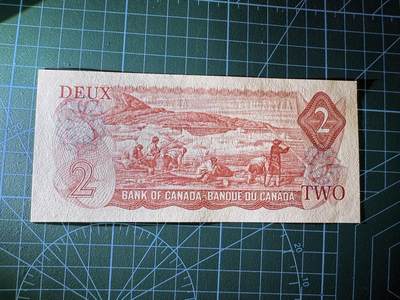 DEUX
2
2
BANK OF CANADA-BANQUE DU CANADA
TWO